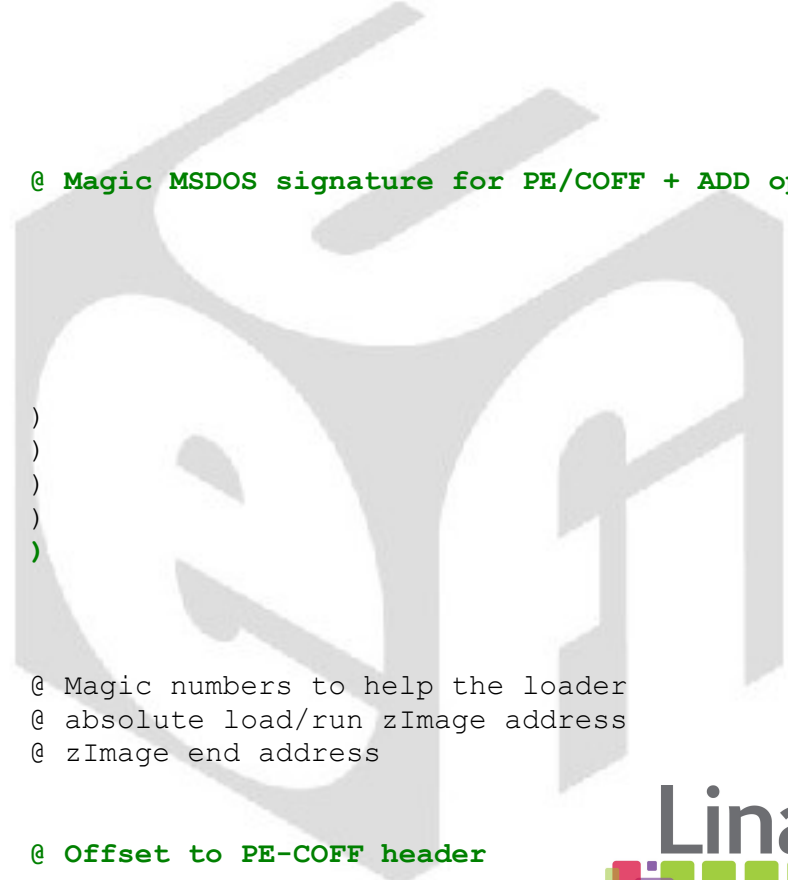 @ Magic MSDOS signature for PE/COFF + ADD
)
)
)
)
)
@ Magic numbers to help the loader
@ absolute load/run zImage address
@ zImage end address
@ Offset to PE-COFF header